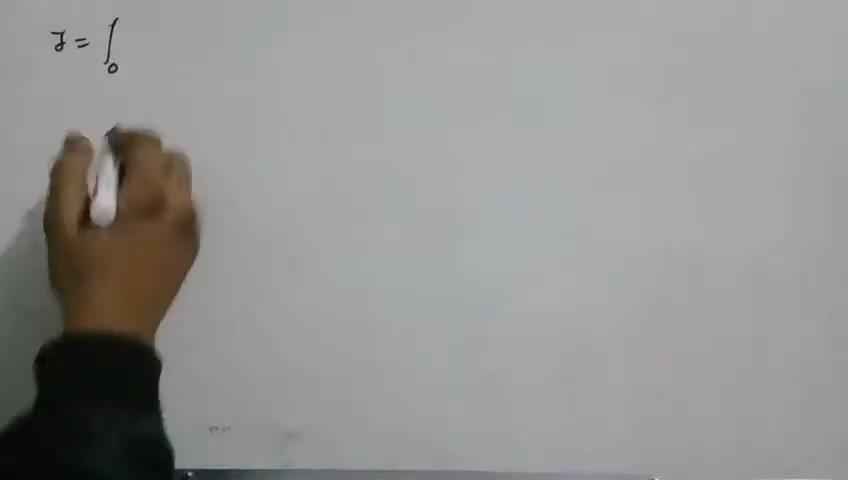 I = ∫₀